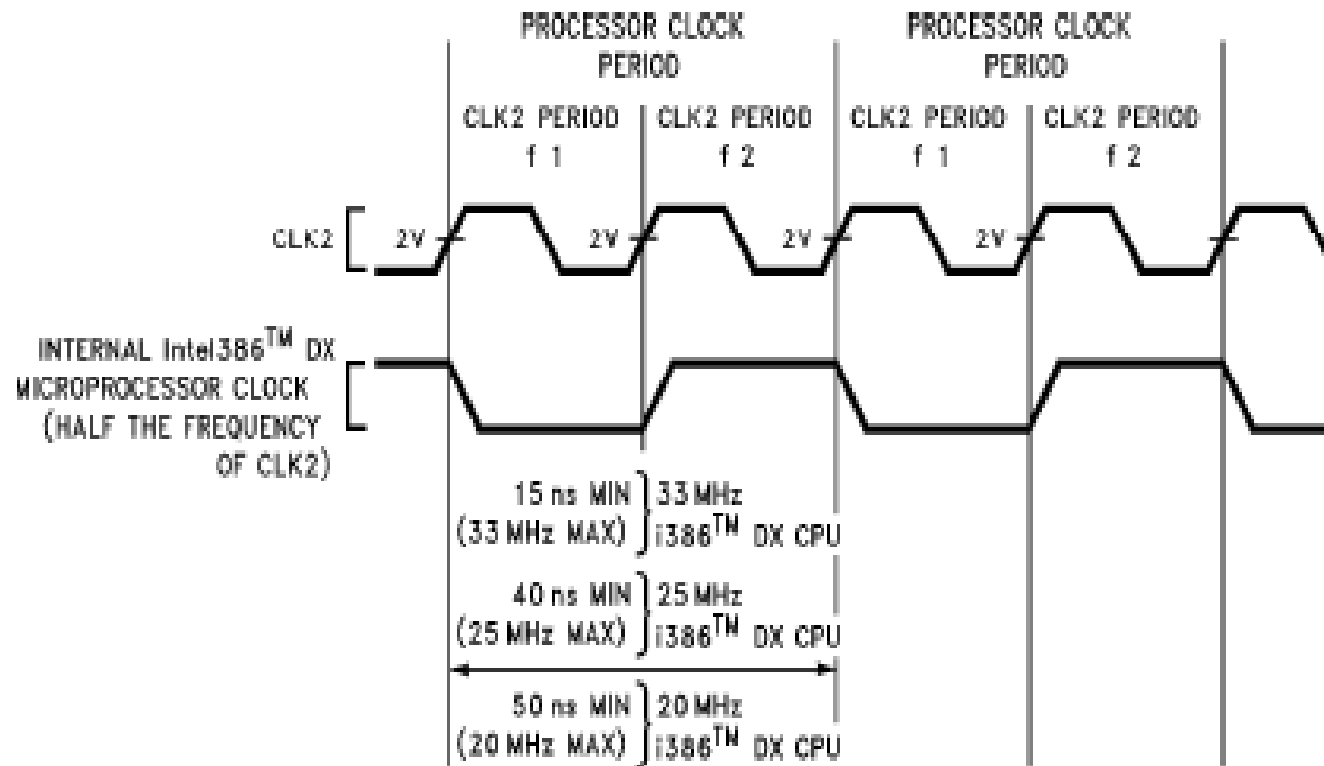 PROCESSOR CLOCK
PERIOD
PROCESSOR CLOCK
PERIOD
CLK2 PERIOD
f 1
CLK2 PERIOD
f 2
CLK2 PERIOD
f 1
CLK2 PERIOD
f 2
CLK2
2V
2V
2V
2V
INTERNAL Intel386™ DX
MICROPROCESSOR CLOCK
(HALF THE FREQUENCY
OF CLK2)
15 ns MIN
(33 MHz MAX)
33 MHz
i386™ DX CPU
40 ns MIN
(25 MHz MAX)
25 MHz
i386™ DX CPU
50 ns MIN
(20 MHz MAX)
20 MHz
i386™ DX CPU